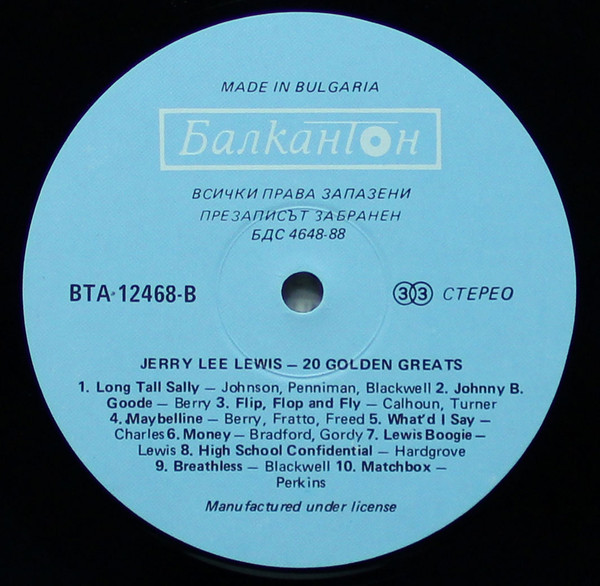 MADE IN BULGARIA
Балкантон
ВСИЧКИ ПРАВА ЗАПАЗЕНИ
ПРЕЗАПИСЪТ ЗАБРАНЕН
БДС 4648-88
ВТА 12468-В
33 СТЕРЕО
JERRY LEE LEWIS – 20 GOLDEN GREATS
1. Long Tall Sally – Johnson, Penniman, Blackwell 2. Johnny B.
Goode – Berry 3. Flip, Flop and Fly – Calhoun, Turner
4. Maybelline – Berry, Fratto, Freed 5. What'd I Say –
Charles 6. Money – Bradford, Gordy 7. Lewis Boogie –
Lewis 8. High School Confidential – Hardgrove
9. Breathless – Blackwell 10. Matchbox –
Perkins
Manufactured under license